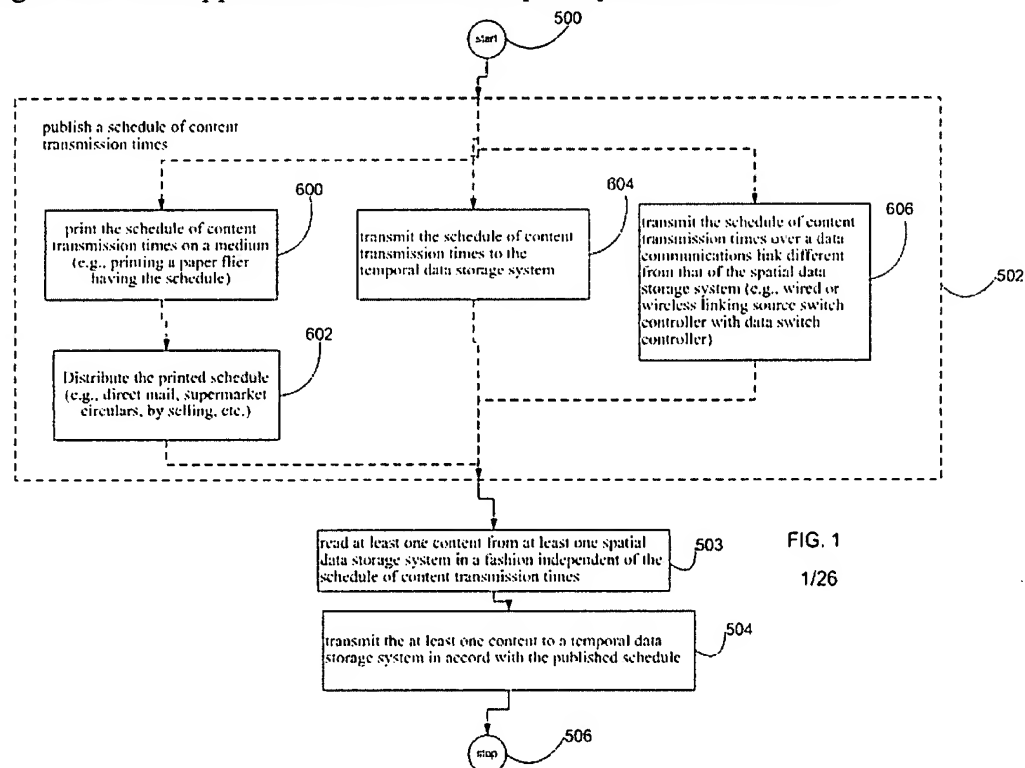 start
500
publish a schedule of content
transmission times
600
print the schedule of content
transmission times on a medium
(e.g., printing a paper flier
having the schedule)
604
transmit the schedule of content
transmission times to the
temporal data storage system
606
transmit the schedule of content
transmission times over a data
communications link different
from that of the spatial data
storage system (e.g., wired or
wireless linking source switch
controller with data switch
controller)
502
602
Distribute the printed schedule
(e.g., direct mail, supermarket
circulars, by selling, etc.)
read at least one content from at least one spatial
data storage system in a fashion independent of the
schedule of content transmission times
503
FIG. 1
1/26
transmit the at least one content to a temporal data
storage system in accord with the published schedule
504
stop
506